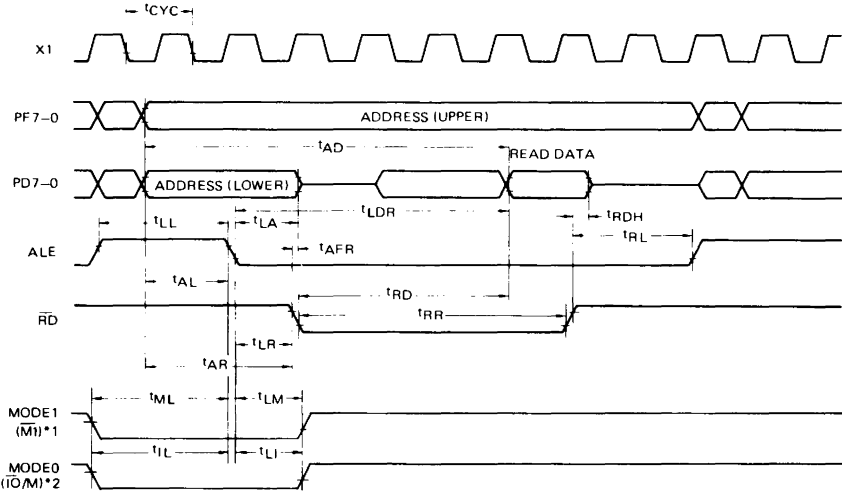 tCYC
X1
PF7-0
ADDRESS (UPPER)
tAD
READ DATA
PD7-0
ADDRESS (LOWER)
tLDR
tRDH
tLL
tLA
tAFR
tRL
ALE
tAL
tRD
RD
tRR
tLR
tAR
tML
tLM
MODE1
(M1)*1
tIL
tLI
MODE0
(IO/M)*2